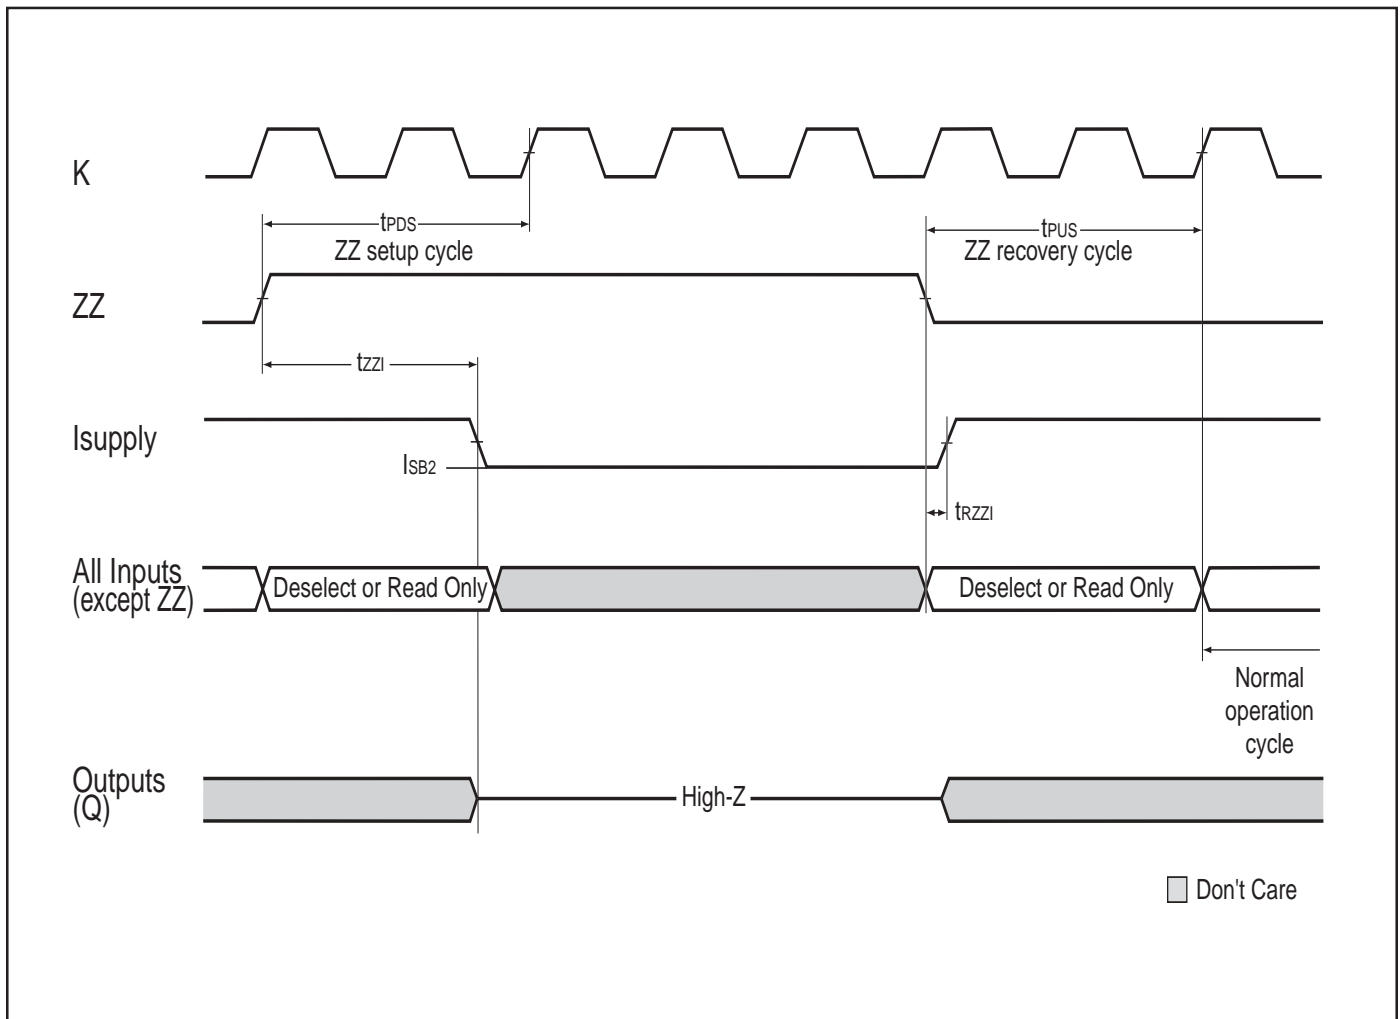 K
tPDS
ZZ setup cycle
tPUS
ZZ recovery cycle
ZZ
tZZI
Isupply
ISB2
tRZZI
All Inputs
(except ZZ)
Deselect or Read Only
Deselect or Read Only
Normal
operation
cycle
Outputs
(Q)
High-Z
Don't Care